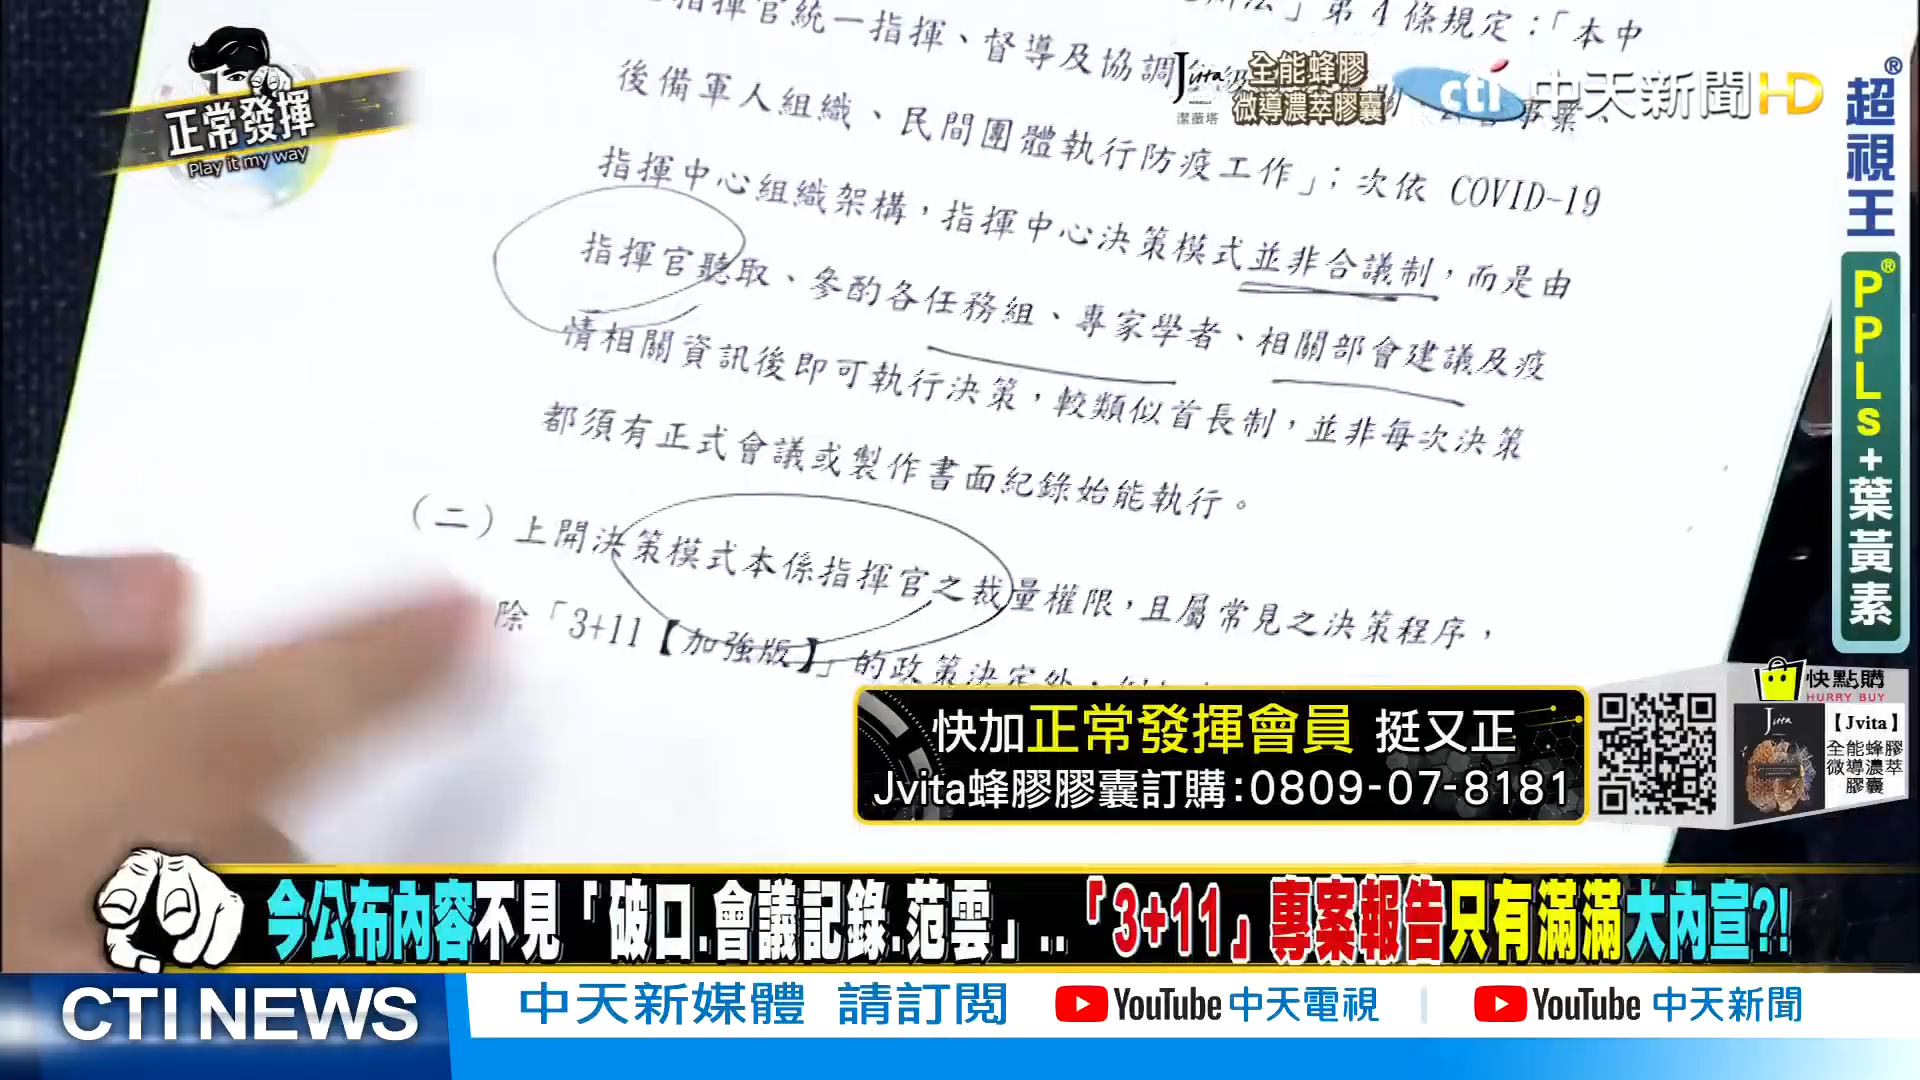 指揮官統一指揮、督導及協調
」第 4 條規定：「本中
後備軍人組織、民間團體執行防疫工作」；次依 COVID-19
指揮中心組織架構，指揮中心決策模式並非合議制，而是由
指揮官聽取、參酌各任務組、專家學者、相關部會建議及疫
情相關資訊後即可執行決策，較類似首長制，並非每次決策
都須有正式會議或製作書面紀錄始能執行。
（二）上開決策模式本係指揮官之裁量權限，且屬常見之決策程序，
除「3+11【加強版】」的政策決定外，
正常發揮
Play it my way
Jvita
潔薇塔
全能蜂膠
微導濃萃膠囊
cti 中天新聞HD
超視王®
PPLs®+葉黃素
快點購
HURRY BUY
Jvita
【Jvita】
全能蜂膠
微導濃萃
膠囊
快加正常發揮會員 挺又正
Jvita蜂膠膠囊訂購:0809-07-8181
今公布內容不見「破口.會議記錄.范雲」..「3+11」專案報告只有滿滿大內宣?!
CTI NEWS
中天新媒體 請訂閱 YouTube 中天電視 | YouTube 中天新聞